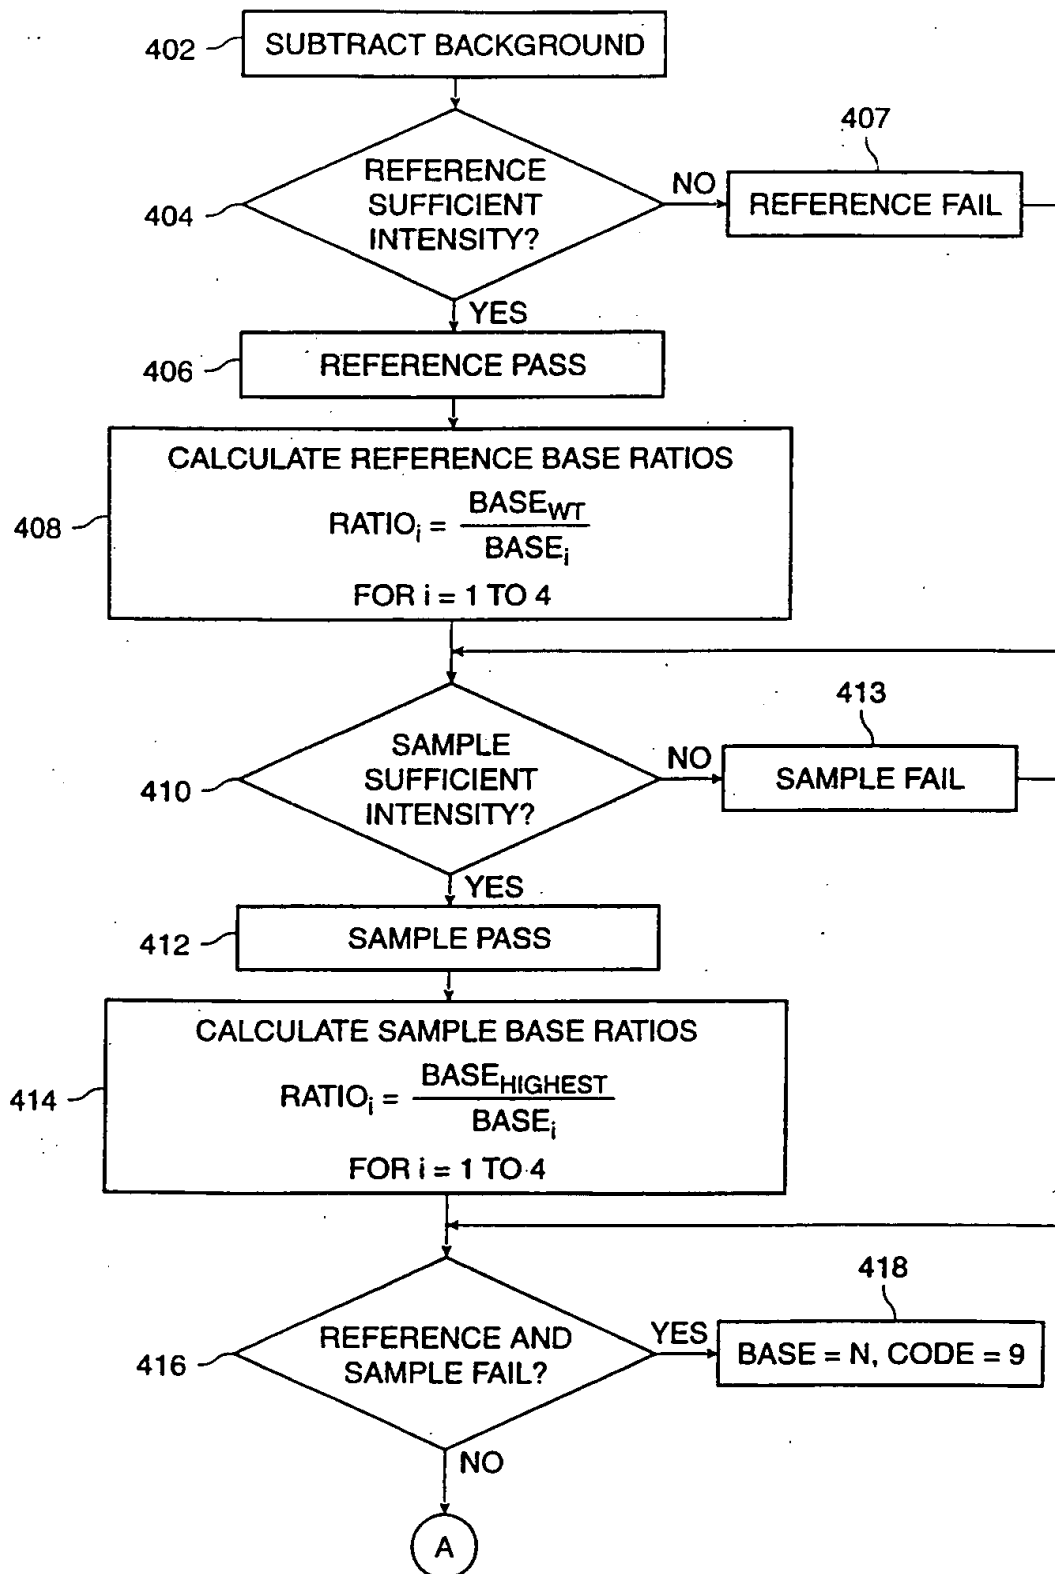 402
SUBTRACT BACKGROUND
404
REFERENCE
SUFFICIENT
INTENSITY?
NO
407
REFERENCE FAIL
YES
406
REFERENCE PASS
408
CALCULATE REFERENCE BASE RATIOS
RATIOi = BASEWT
BASEi
FOR i = 1 TO 4
410
SAMPLE
SUFFICIENT
INTENSITY?
NO
413
SAMPLE FAIL
YES
412
SAMPLE PASS
414
CALCULATE SAMPLE BASE RATIOS
RATIOi = BASEHIGHEST
BASEi
FOR i = 1 TO 4
416
REFERENCE AND
SAMPLE FAIL?
YES
418
BASE = N, CODE = 9
NO
A